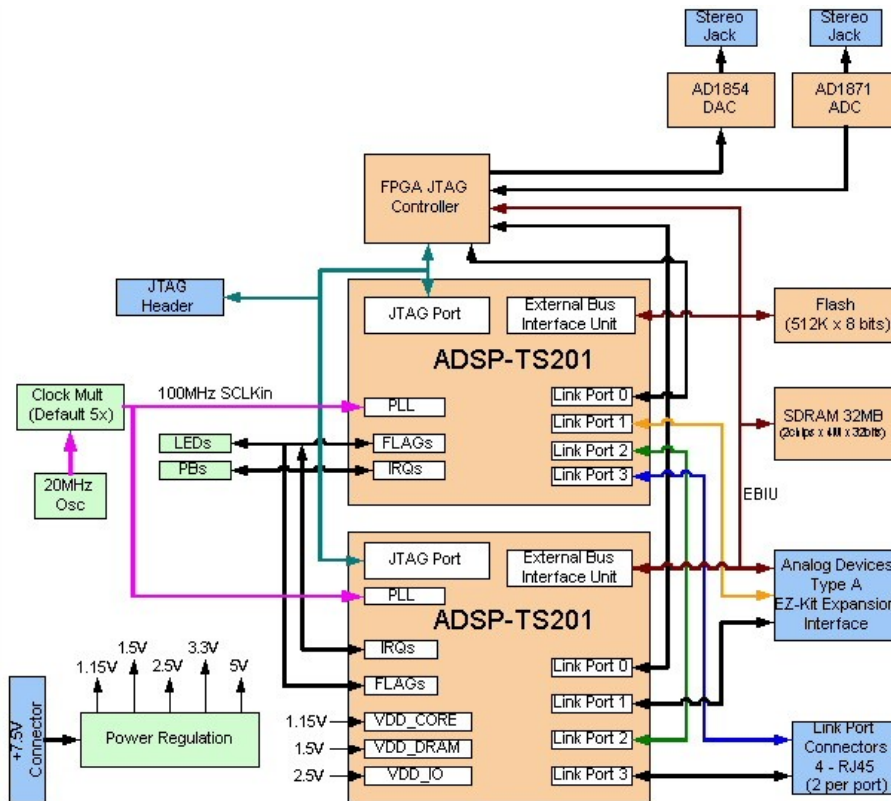 Stereo
Jack
Stereo
Jack
AD1854
DAC
AD1871
ADC
FPGA JTAG
Controller
JTAG
Header
JTAG Port
External Bus
Interface Unit
Flash
(512K x 8 bits)
ADSP-TS201
Clock Mult
(Default 5x)
100MHz SCLKin
PLL
Link Port 0
Link Port 1
Link Port 2
Link Port 3
SDRAM 32MB
(2chips x 4M x 32bits)
LEDs
FLAGs
PBs
IRQs
20MHz
Osc
EBIU
JTAG Port
External Bus
Interface Unit
Analog Devices
Type A
EZ-Kit Expansion
Interface
PLL
ADSP-TS201
IRQs
FLAGs
Link Port 0
Link Port 1
Link Port 2
Link Port 3
1.15V
1.5V
2.5V
3.3V
5V
+7.5V
Connector
Power Regulation
1.15V
VDD_CORE
1.5V
VDD_DRAM
2.5V
VDD_IO
Link Port
Connectors
4 - RJ45
(2 per port)